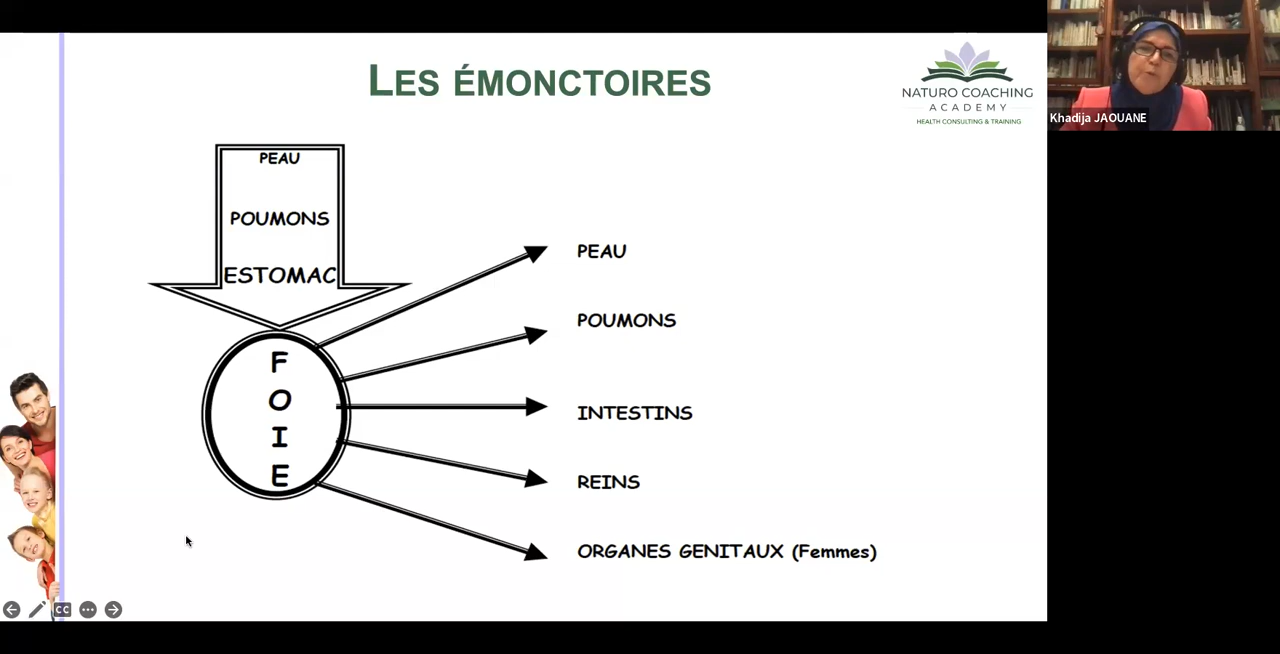 LES ÉMONCTOIRES
NATURO COACHING
ACADEMY
HEALTH CONSULTING & TRAINING
Khadija JAOUANE
PEAU
POUMONS
ESTOMAC
F
O
I
E
PEAU
POUMONS
INTESTINS
REINS
ORGANES GENITAUX (Femmes)
CC